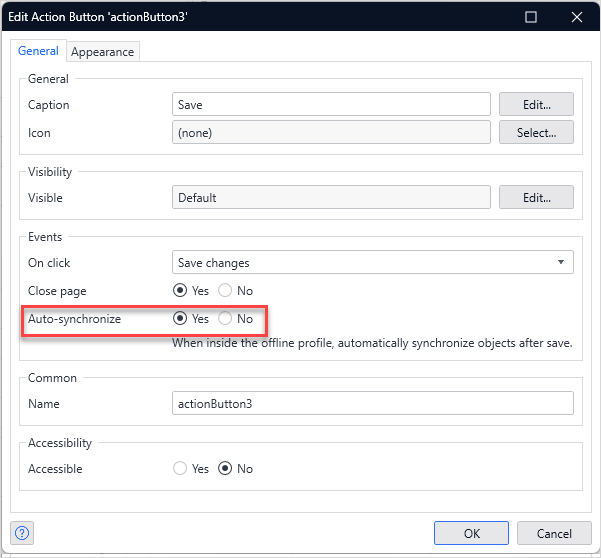 Edit Action Button 'actionButton3'
General Appearance
General
Caption Save Edit...
Icon (none) Select...
Visibility
Visible Default Edit...
Events
On click Save changes
Close page Yes No
Auto-synchronize Yes No
When inside the offline profile, automatically synchronize objects after save.
Common
Name actionButton3
Accessibility
Accessible Yes No
? OK Cancel